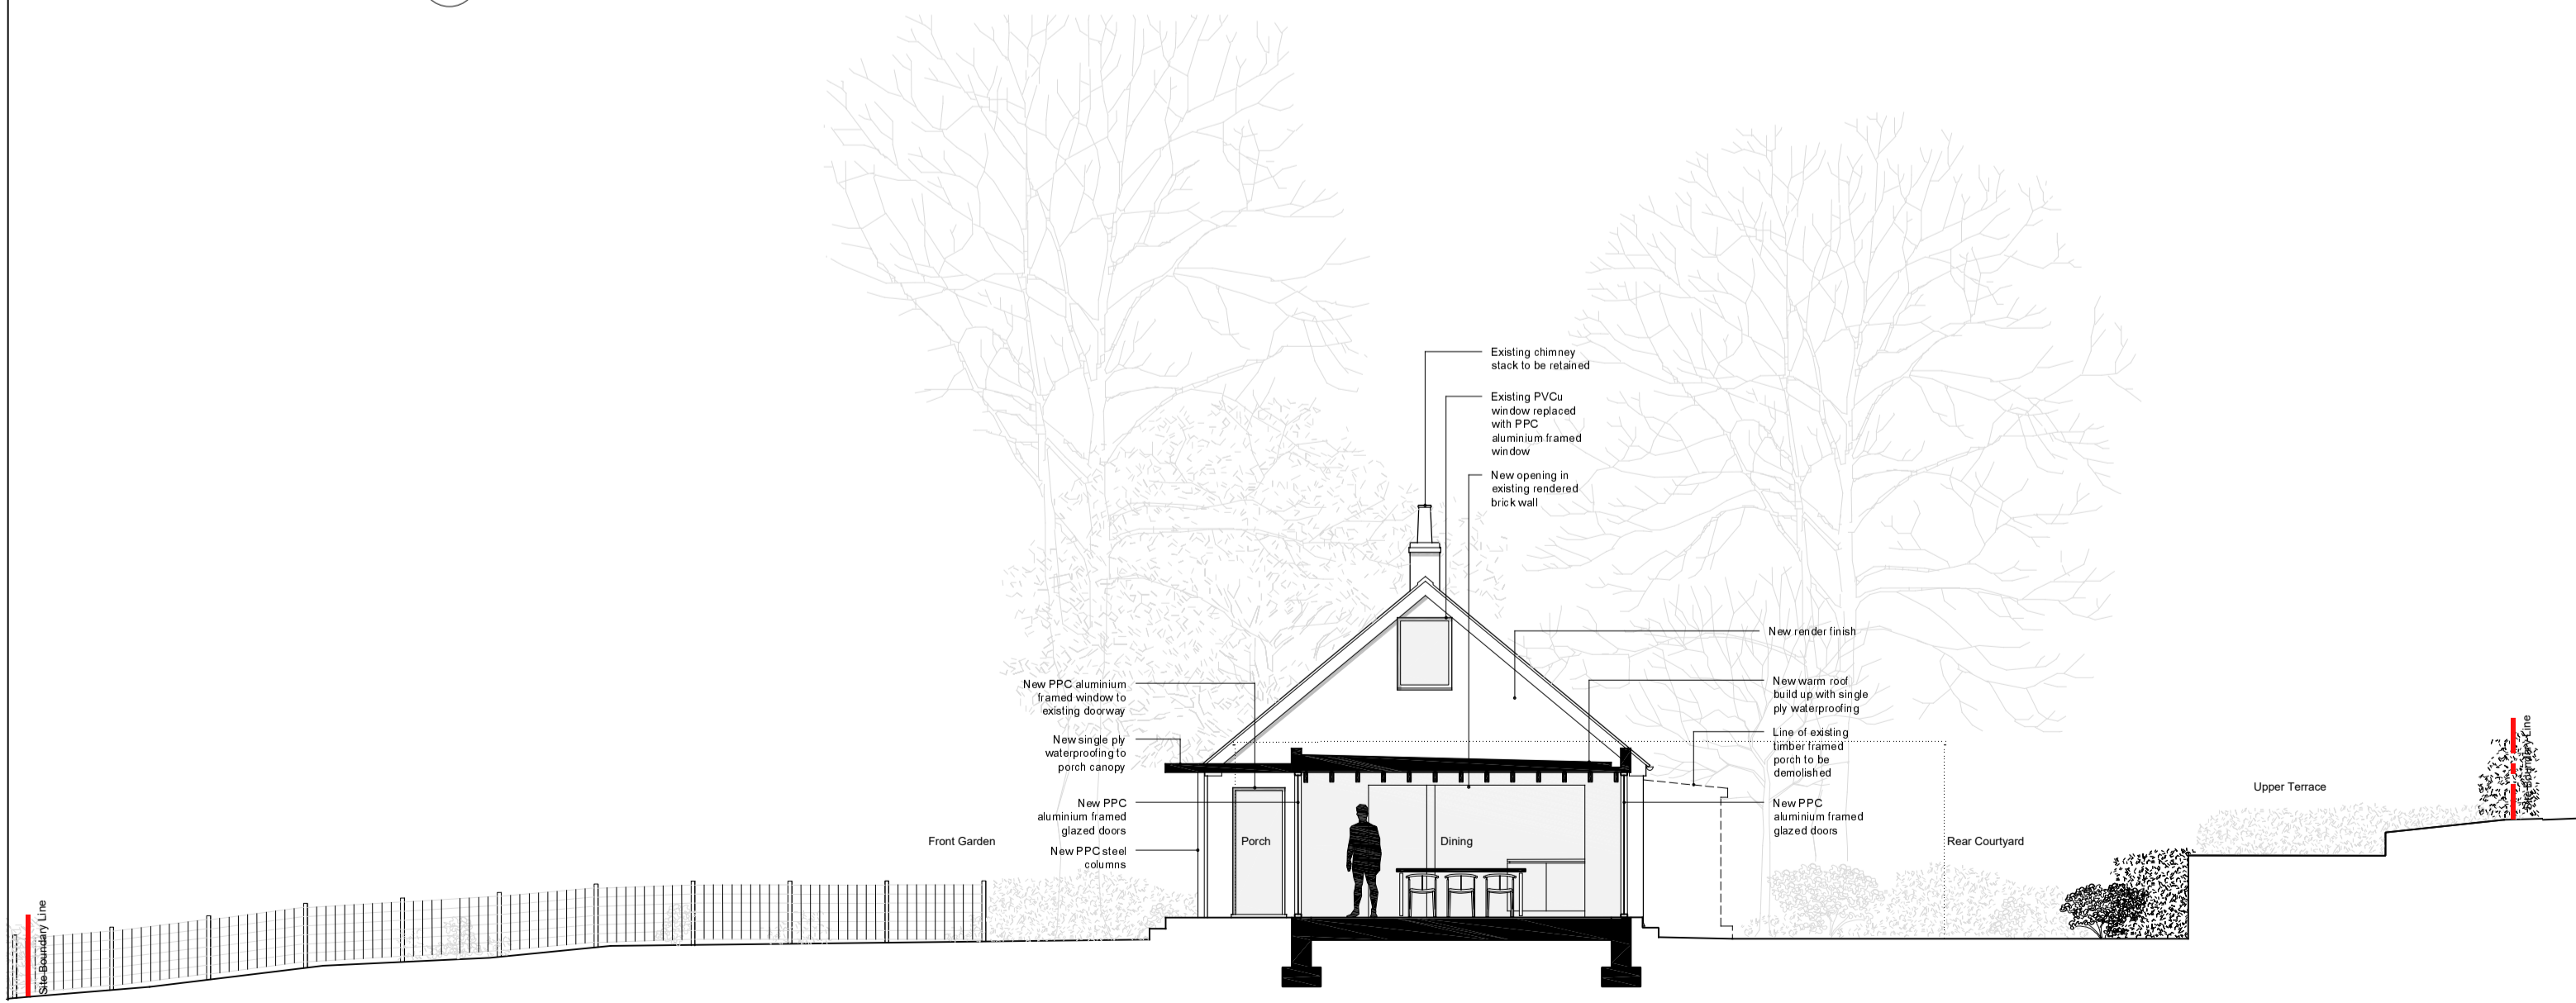 Existing chimney
stack to be retained
Existing PVCu
window replaced
with PPC
aluminium framed
window
New opening in
existing rendered
brick wall
New render finish
New PPC aluminium
framed window to
existing doorway
New warm roof
build up with single
ply waterproofing
New single ply
waterproofing to
porch canopy
Line of existing
timber framed
porch to be
demolished
New PPC
aluminium framed
glazed doors
New PPC
aluminium framed
glazed doors
New PPC steel
columns
Front Garden
Porch
Dining
Rear Courtyard
Upper Terrace
Site Boundary Line
Site Boundary Line